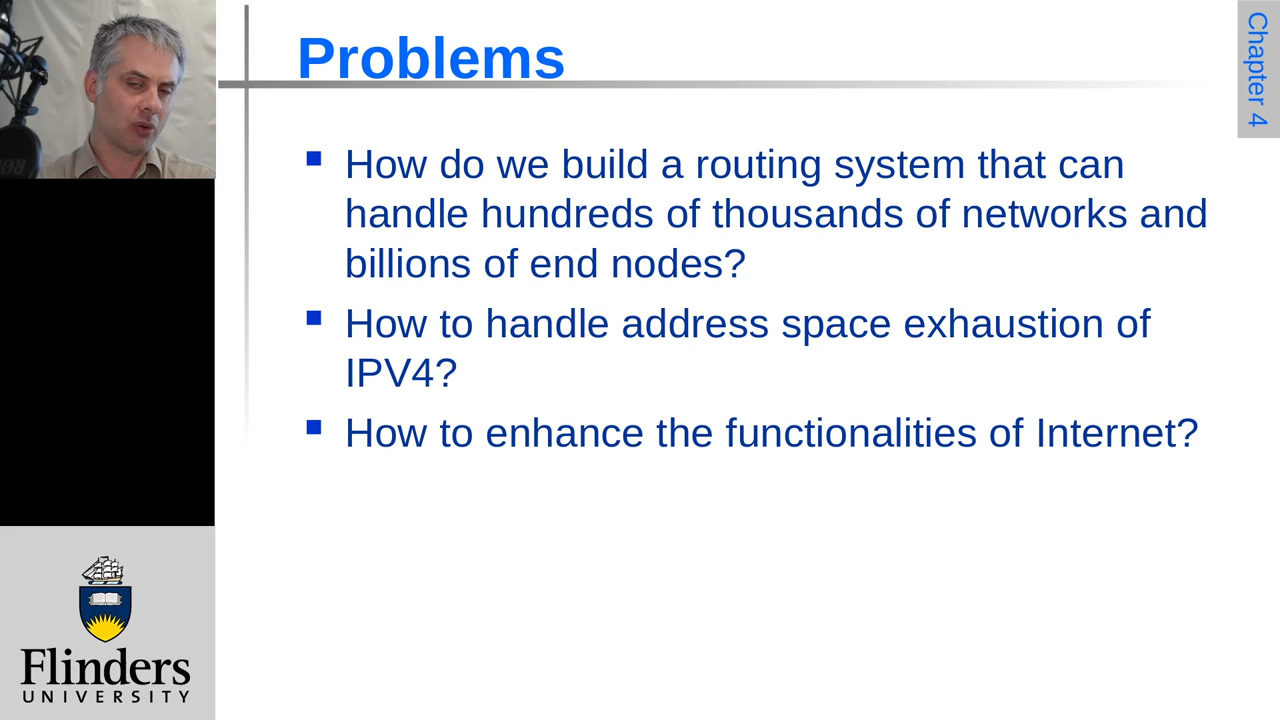 Problems
Chapter 4
How do we build a routing system that can
handle hundreds of thousands of networks and
billions of end nodes?
How to handle address space exhaustion of
IPV4?
How to enhance the functionalities of Internet?
Flinders
UNIVERSITY